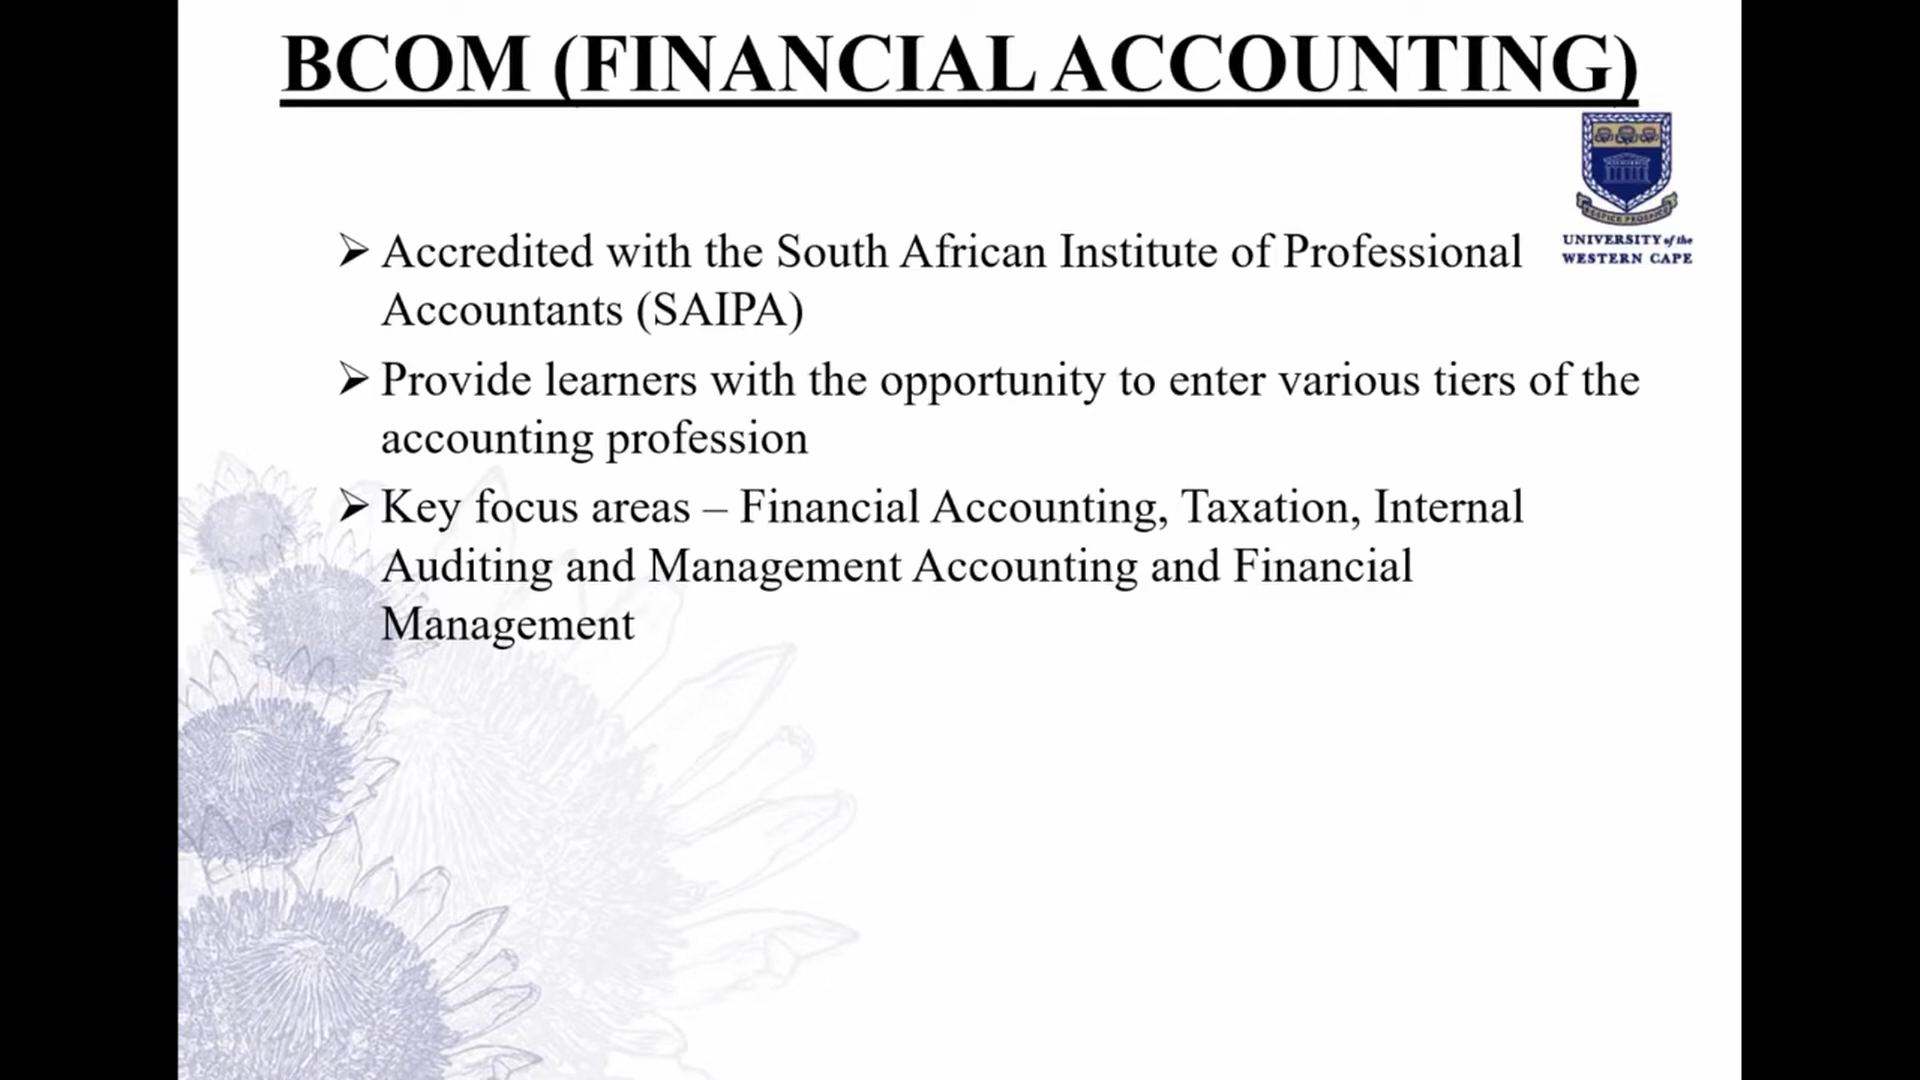 BCOM (FINANCIAL ACCOUNTING)
UNIVERSITY of the
WESTERN CAPE
➢ Accredited with the South African Institute of Professional
Accountants (SAIPA)
➢ Provide learners with the opportunity to enter various tiers of the
accounting profession
➢ Key focus areas – Financial Accounting, Taxation, Internal
Auditing and Management Accounting and Financial
Management